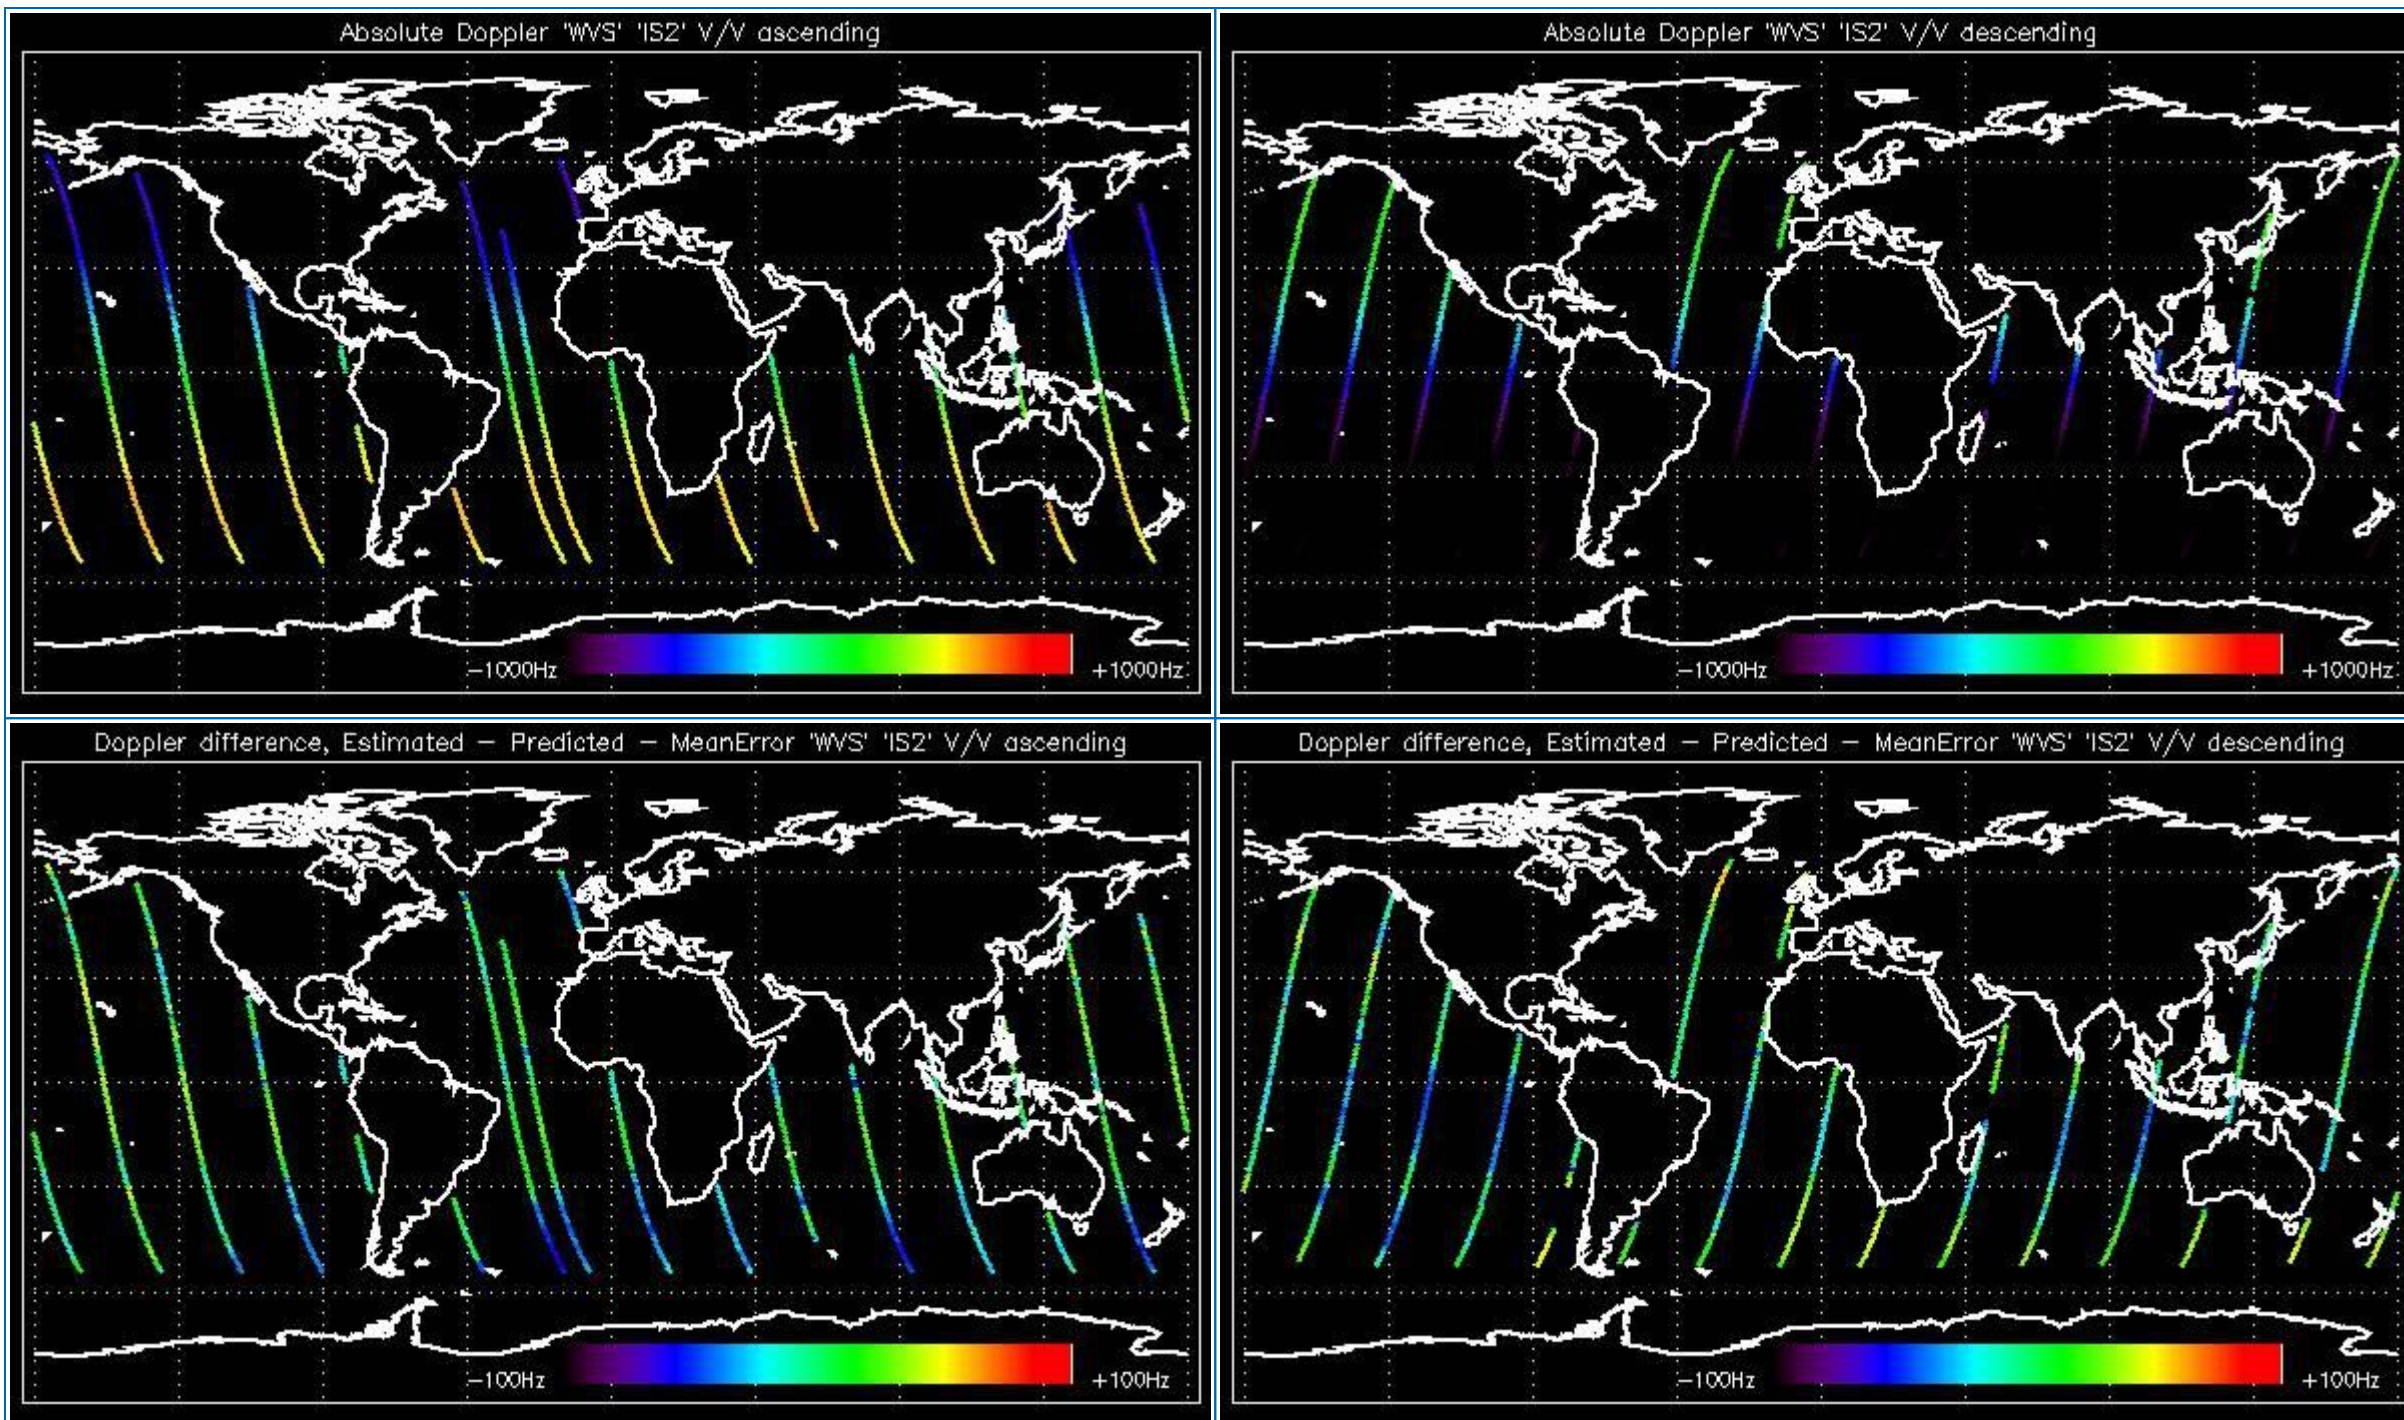 Absolute Doppler 'WVS' 'IS2' V/V ascending
-1000Hz
+1000Hz
Absolute Doppler 'WVS' 'IS2' V/V descending
-1000Hz
+1000Hz
Doppler difference, Estimated - Predicted - MeanError 'WVS' 'IS2' V/V ascending
-100Hz
+100Hz
Doppler difference, Estimated - Predicted - MeanError 'WVS' 'IS2' V/V descending
-100Hz
+100Hz